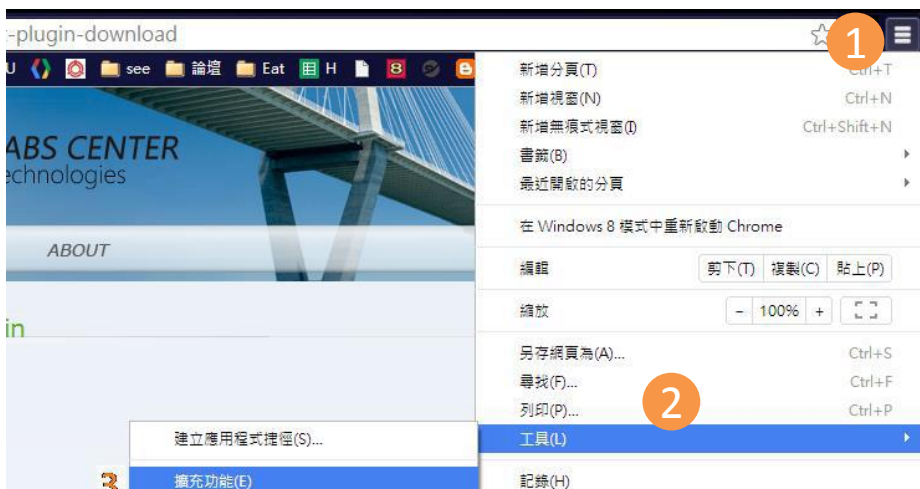 -plugin-download
1
U see 論壇 Eat H 8
新增分頁(T) Ctrl+T
新增視窗(N) Ctrl+N
新增無痕式視窗(I) Ctrl+Shift+N
書籤(B)
最近開啟的分頁
在 Windows 8 模式中重新啟動 Chrome
編輯 剪下(T) 複製(C) 貼上(P)
縮放 - 100% +
另存網頁為(A)... Ctrl+S
尋找(F)... Ctrl+F
列印(P)... Ctrl+P
2
工具(L)
記錄(H)
ABS CENTER
echnologies
ABOUT
in
建立應用程式捷徑(S)...
3
擴充功能(E)